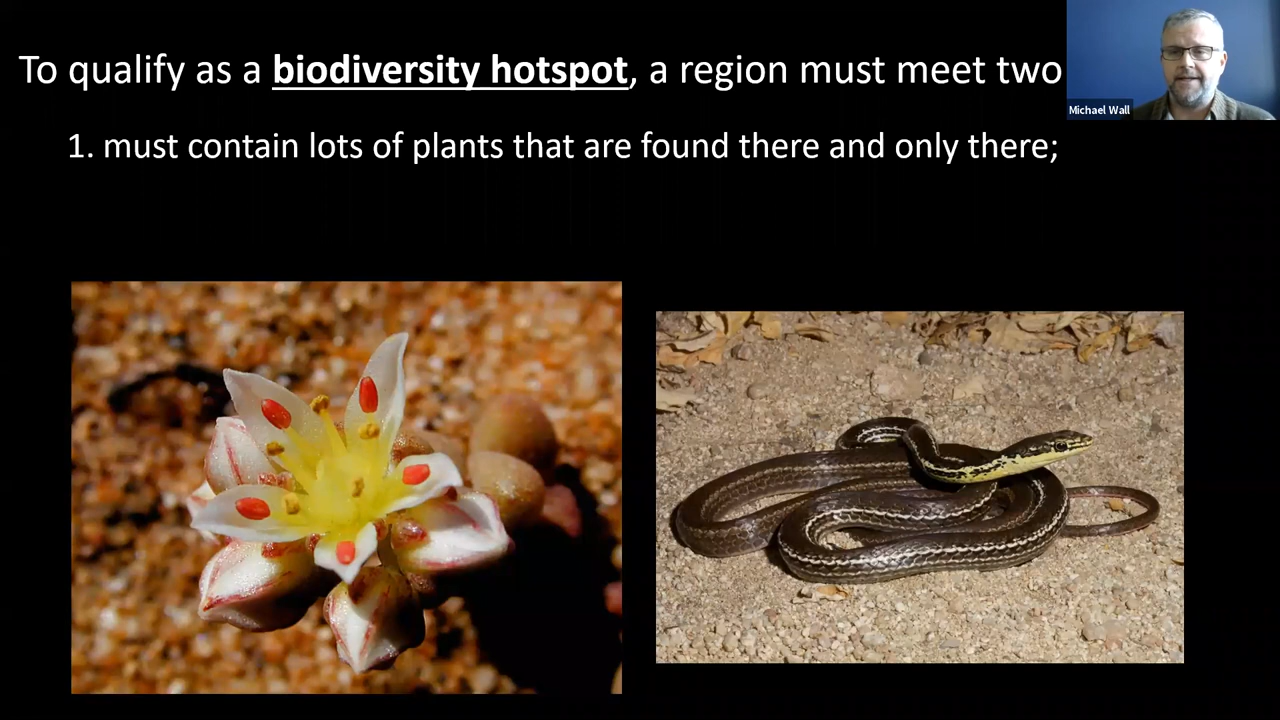 To qualify as a biodiversity hotspot, a region must meet two
1. must contain lots of plants that are found there and only there;
Michael Wall